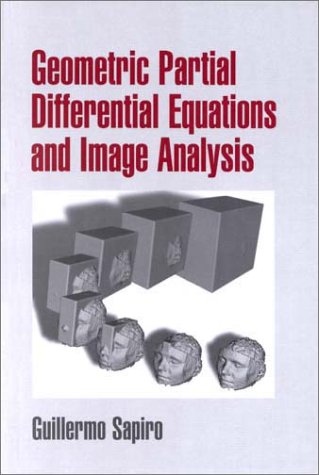 Geometric Partial
Differential Equations
and Image Analysis
Guillermo Sapiro